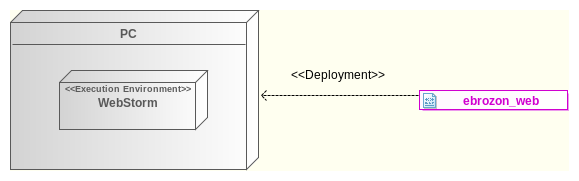 PC
<<Execution Environment>>
WebStorm
<<Deployment>>
ebrozon_web